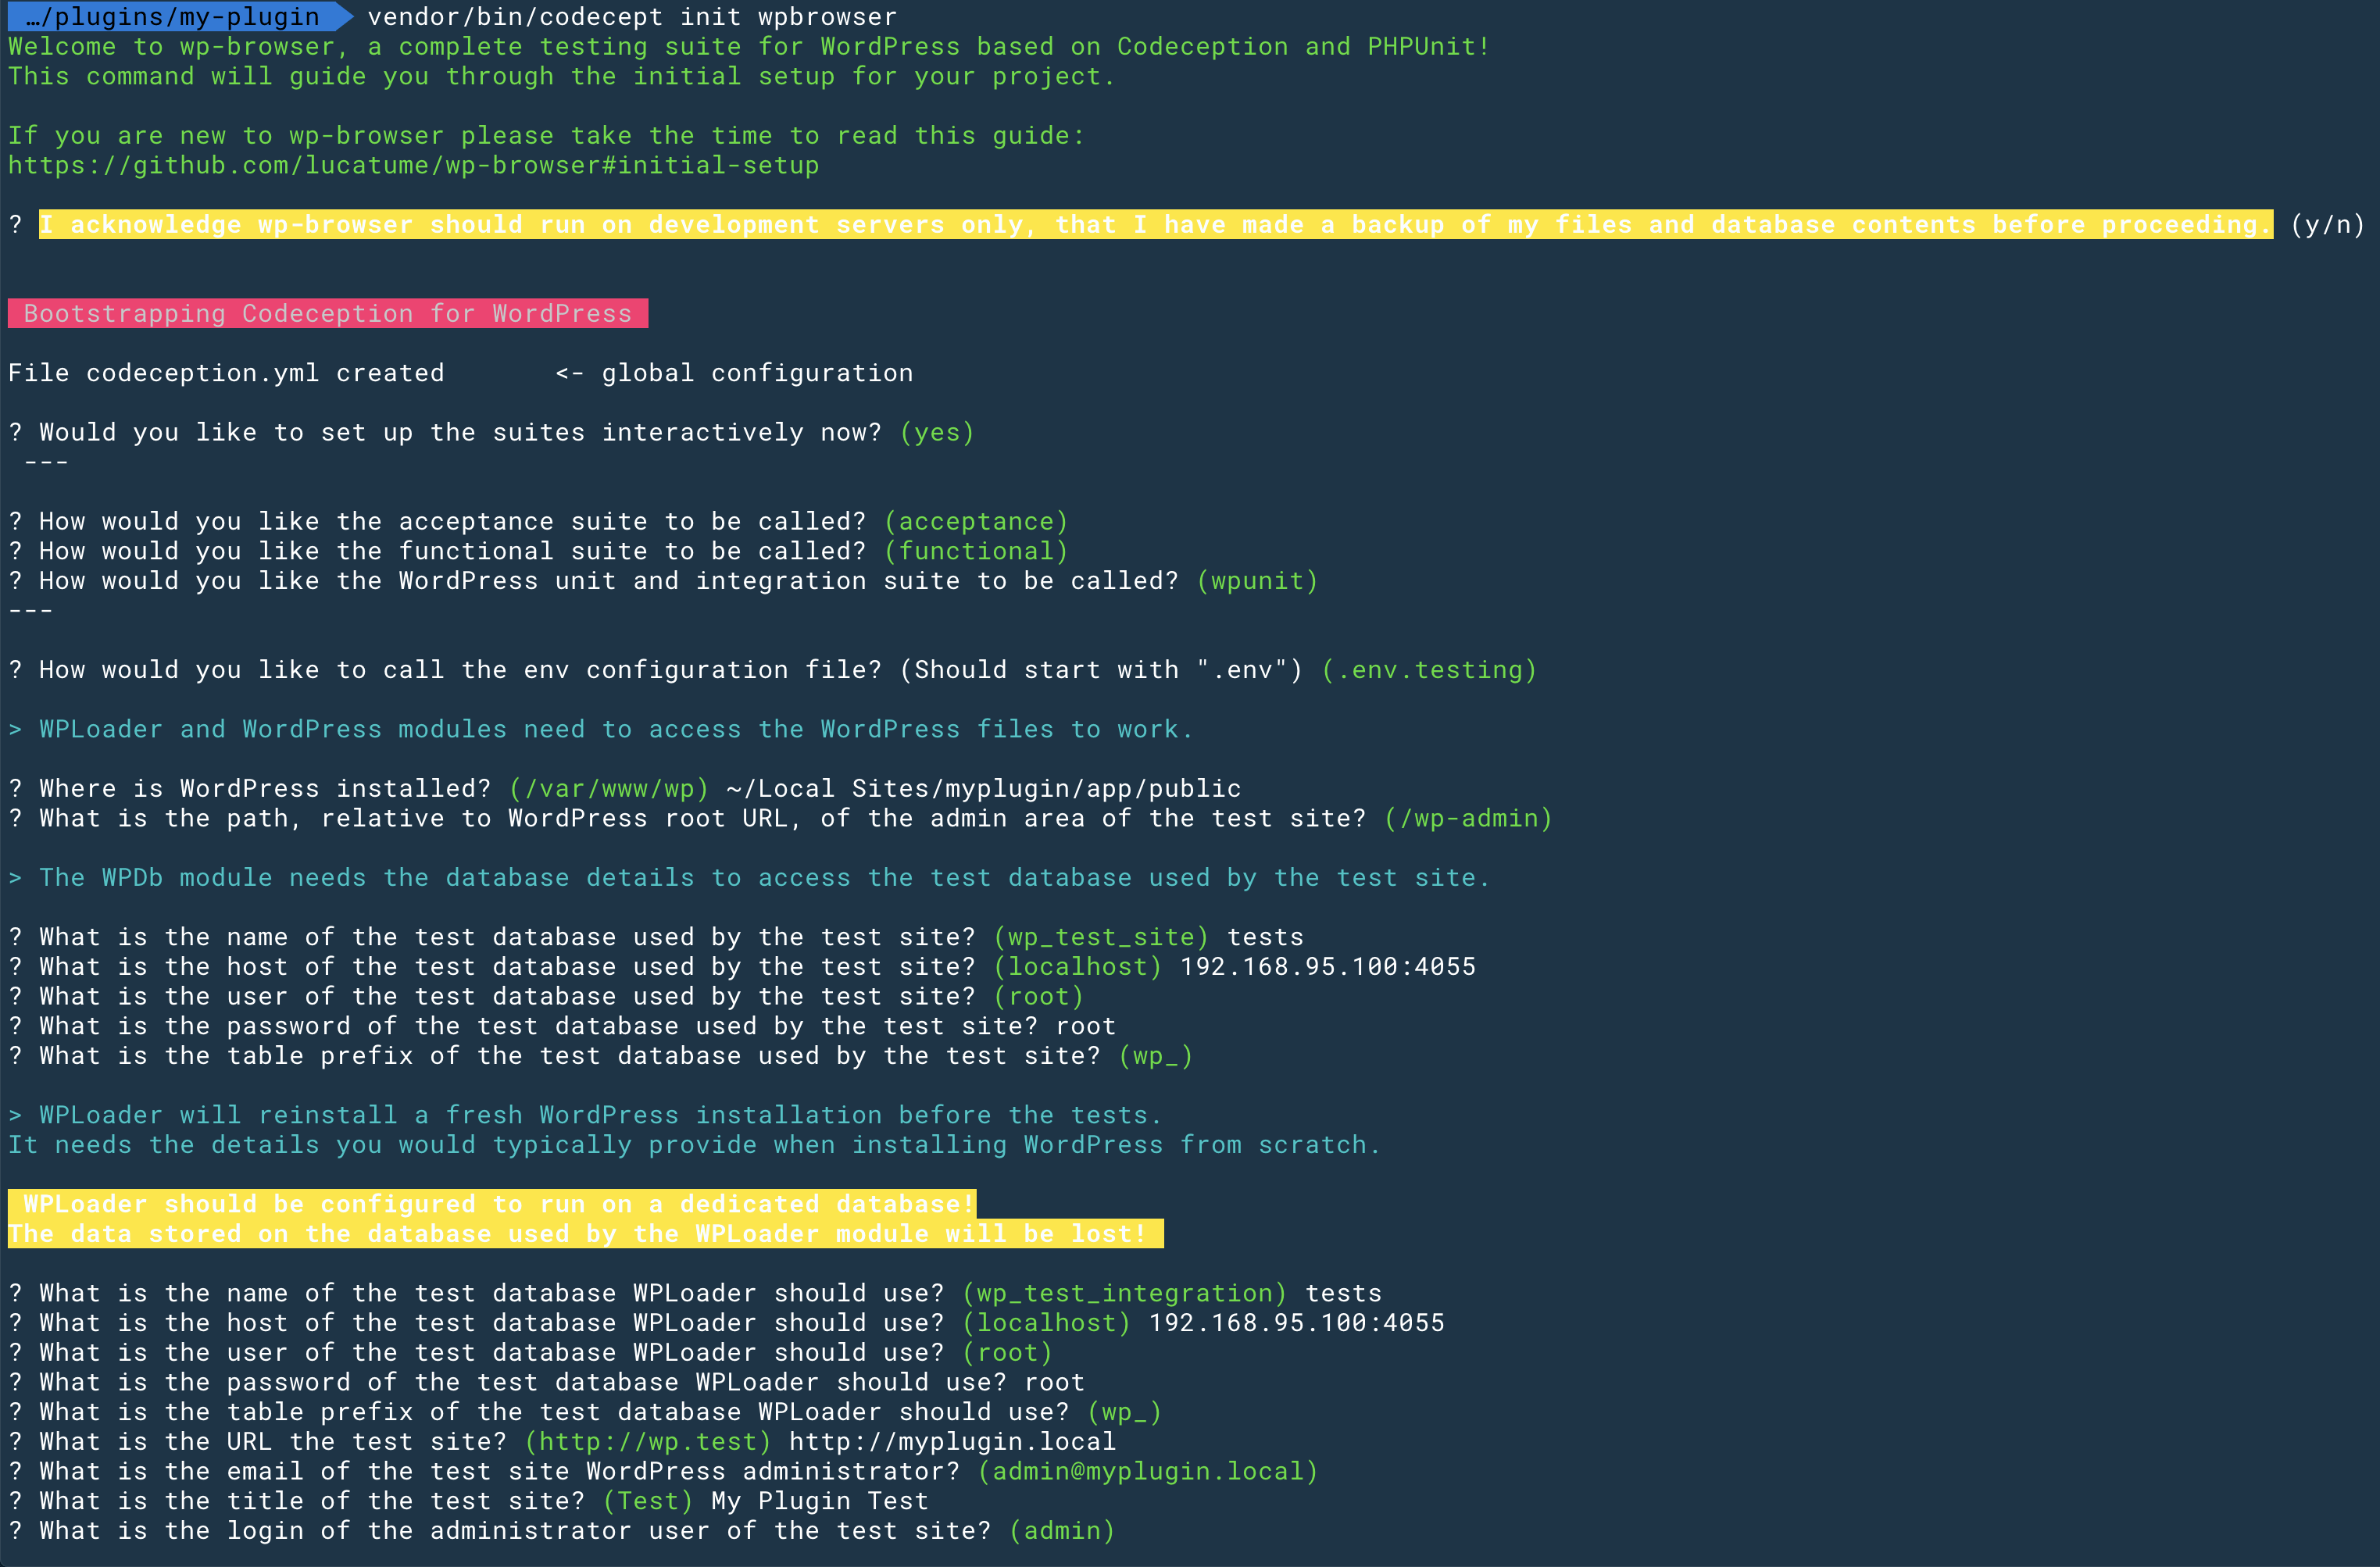 …/plugins/my-plugin vendor/bin/codecept init wpbrowser
Welcome to wp-browser, a complete testing suite for WordPress based on Codeception and PHPUnit!
This command will guide you through the initial setup for your project.
If you are new to wp-browser please take the time to read this guide:
https://github.com/lucatume/wp-browser#initial-setup
? I acknowledge wp-browser should run on development servers only, that I have made a backup of my files and database contents before proceeding. (y/n)
Bootstrapping Codeception for WordPress
File codeception.yml created       <- global configuration
? Would you like to set up the suites interactively now? (yes)
---
? How would you like the acceptance suite to be called? (acceptance)
? How would you like the functional suite to be called? (functional)
? How would you like the WordPress unit and integration suite to be called? (wpunit)
---
? How would you like to call the env configuration file? (Should start with ".env") (.env.testing)
> WPLoader and WordPress modules need to access the WordPress files to work.
? Where is WordPress installed? (/var/www/wp) ~/Local Sites/myplugin/app/public
? What is the path, relative to WordPress root URL, of the admin area of the test site? (/wp-admin)
> The WPDb module needs the database details to access the test database used by the test site.
? What is the name of the test database used by the test site? (wp_test_site) tests
? What is the host of the test database used by the test site? (localhost) 192.168.95.100:4055
? What is the user of the test database used by the test site? (root)
? What is the password of the test database used by the test site? root
? What is the table prefix of the test database used by the test site? (wp_)
> WPLoader will reinstall a fresh WordPress installation before the tests.
It needs the details you would typically provide when installing WordPress from scratch.
WPLoader should be configured to run on a dedicated database!
The data stored on the database used by the WPLoader module will be lost!
? What is the name of the test database WPLoader should use? (wp_test_integration) tests
? What is the host of the test database WPLoader should use? (localhost) 192.168.95.100:4055
? What is the user of the test database WPLoader should use? (root)
? What is the password of the test database WPLoader should use? root
? What is the table prefix of the test database WPLoader should use? (wp_)
? What is the URL the test site? (http://wp.test) http://myplugin.local
? What is the email of the test site WordPress administrator? (admin@myplugin.local)
? What is the title of the test site? (Test) My Plugin Test
? What is the login of the administrator user of the test site? (admin)